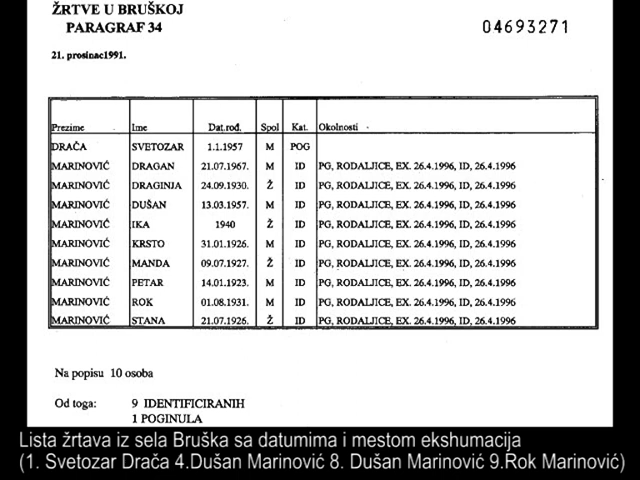 ŽRTVE U BRUŠKOJ
PARAGRAF 34
04693271
21. prosinac1991.
Prezime Ime Dat.rođ. Spol Kat. Okolnosti
DRAČA SVETOZAR 1.1.1957 M POG
MARINOVIĆ DRAGAN 21.07.1967. M ID PG, RODALJICE, EX. 26.4.1996, ID, 26.4.1996
MARINOVIĆ DRAGINJA 24.09.1930. Ž ID PG, RODALJICE, EX. 26.4.1996, ID, 26.4.1996
MARINOVIĆ DUŠAN 13.03.1957. M ID PG, RODALJICE, EX. 26.4.1996, ID, 26.4.1996
MARINOVIĆ IKA 1940 Ž ID PG, RODALJICE, EX. 26.4.1996, ID, 26.4.1996
MARINOVIĆ KRSTO 31.01.1926. M ID PG, RODALJICE, EX. 26.4.1996, ID, 26.4.1996
MARINOVIĆ MANDA 09.07.1927. Ž ID PG, RODALJICE, EX. 26.4.1996, ID, 26.4.1996
MARINOVIĆ PETAR 14.01.1923. M ID PG, RODALJICE, EX. 26.4.1996, ID, 26.4.1996
MARINOVIĆ ROK 01.08.1931. M ID PG, RODALJICE, EX. 26.4.1996, ID, 26.4.1996
MARINOVIĆ STANA 21.07.1926. Ž ID PG, RODALJICE, EX. 26.4.1996, ID, 26.4.1996
Na popisu 10 osoba
Od toga: 9 IDENTIFICIRANIH
1 POGINULA
Lista žrtava iz sela Bruška sa datumima i mestom ekshumacija
(1. Svetozar Drača 4.Dušan Marinović 8. Dušan Marinović 9.Rok Marinović)